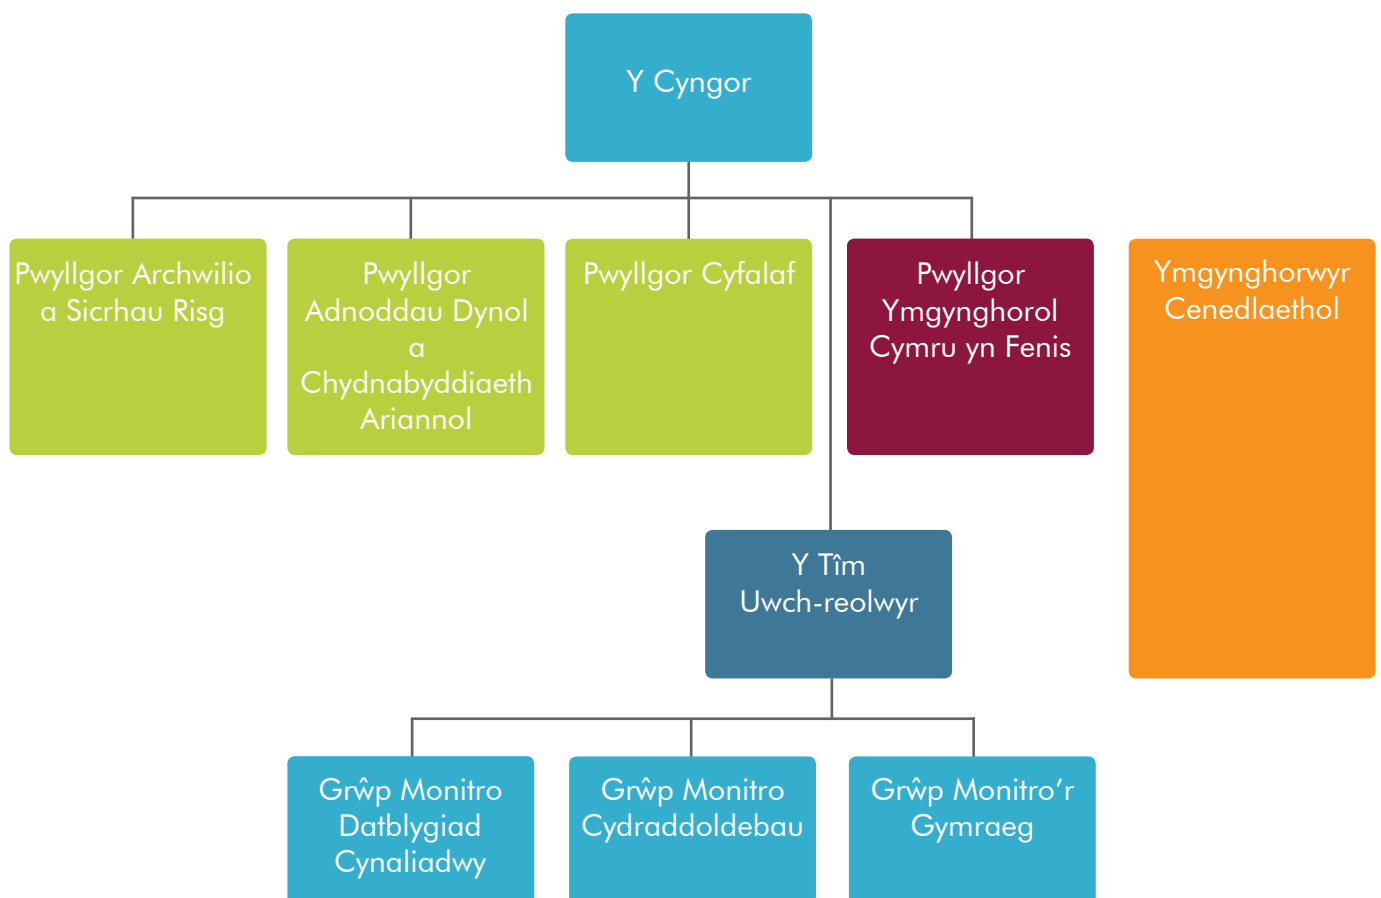 Y Cyngor
Pwyllgor Archwilio
a Sicrhau Risg
Pwyllgor
Adnoddau Dynol
a
Chydnabyddiaeth
Ariannol
Pwyllgor Cyfalaf
Pwyllgor
Ymgynghorol
Cymru yn Fenis
Ymgynghorwyr
Cenedlaethol
Y Tîm
Uwch-reolwyr
Grŵp Monitro
Datblygiad
Cynaliadwy
Grŵp Monitro
Cydraddoldebau
Grŵp Monitro’r
Gymraeg